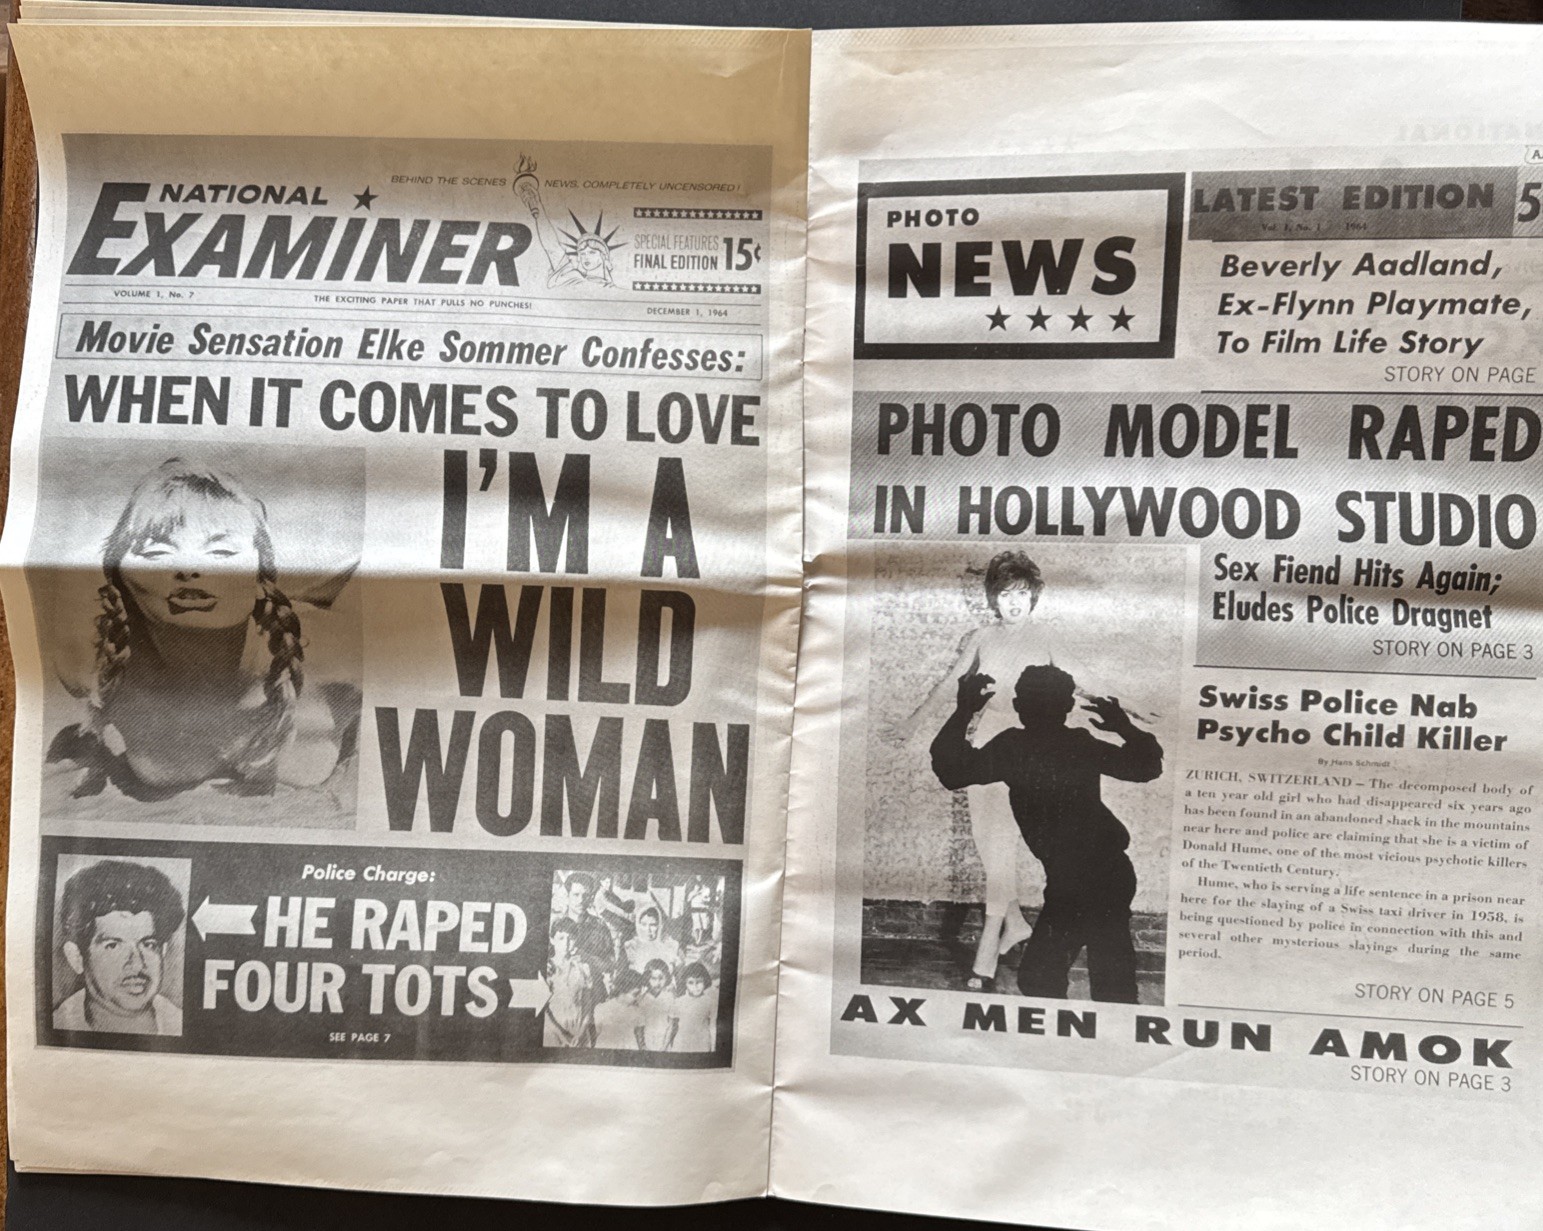 BEHIND THE SCENES NEWS, COMPLETELY UNCENSORED!
NATIONAL
EXAMINER
SPECIAL FEATURES
FINAL EDITION 15¢
VOLUME 1, No. 7 THE EXCITING PAPER THAT PULLS NO PUNCHES! DECEMBER 1, 1964
Movie Sensation Elke Sommer Confesses:
WHEN IT COMES TO LOVE
I'M A
WILD
WOMAN
Police Charge:
HE RAPED
FOUR TOTS
SEE PAGE 7
PHOTO
NEWS
LATEST EDITION 5
Vol. 1, No. 1 1964
Beverly Aadland,
Ex-Flynn Playmate,
To Film Life Story
STORY ON PAGE
PHOTO MODEL RAPED
IN HOLLYWOOD STUDIO
Sex Fiend Hits Again;
Eludes Police Dragnet
STORY ON PAGE 3
Swiss Police Nab
Psycho Child Killer
By Hans Schmidt
ZURICH, SWITZERLAND — The decomposed body of
a ten year old girl who had disappeared six years ago
has been found in an abandoned shack in the mountains
near here and police are claiming that she is a victim of
Donald Hume, one of the most vicious psychotic killers
of the Twentieth Century.
Hume, who is serving a life sentence in a prison near
here for the slaying of a Swiss taxi driver in 1958, is
being questioned by police in connection with this and
several other mysterious slayings during the same
period.
STORY ON PAGE 5
AX MEN RUN AMOK
STORY ON PAGE 3